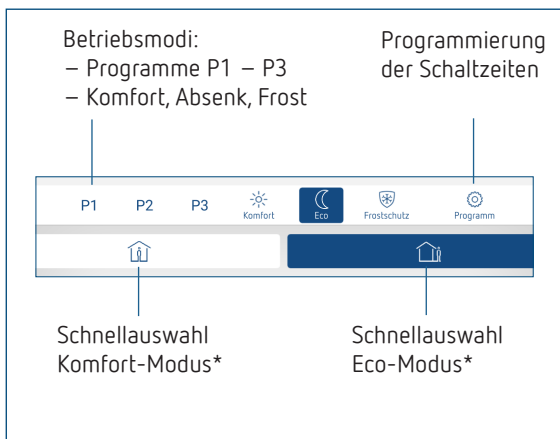 Betriebsmodi:
– Programme P1 – P3
– Komfort, Absenk, Frost
Programmierung
der Schaltzeiten
P1 P2 P3 Komfort Eco Frostschutz Programm
Schnellauswahl
Komfort-Modus*
Schnellauswahl
Eco-Modus*